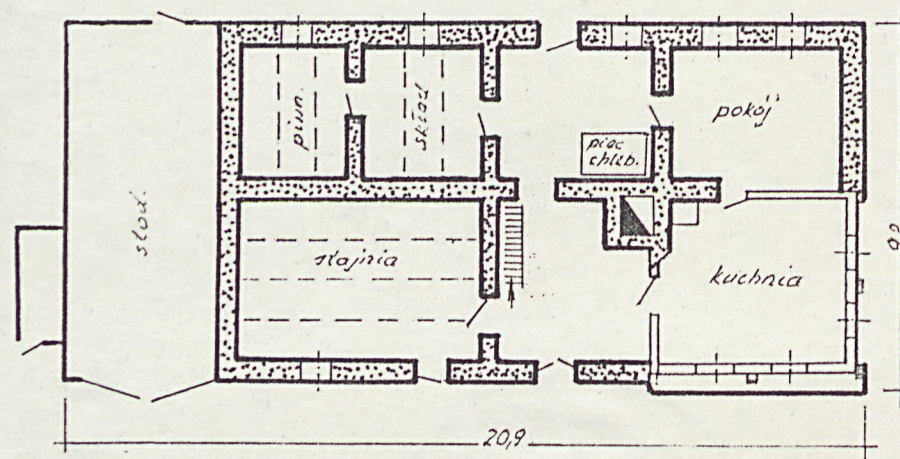 piwn.
skład
pokój
piec
chleb.
stod.
stajnia
kuchnia
20,9